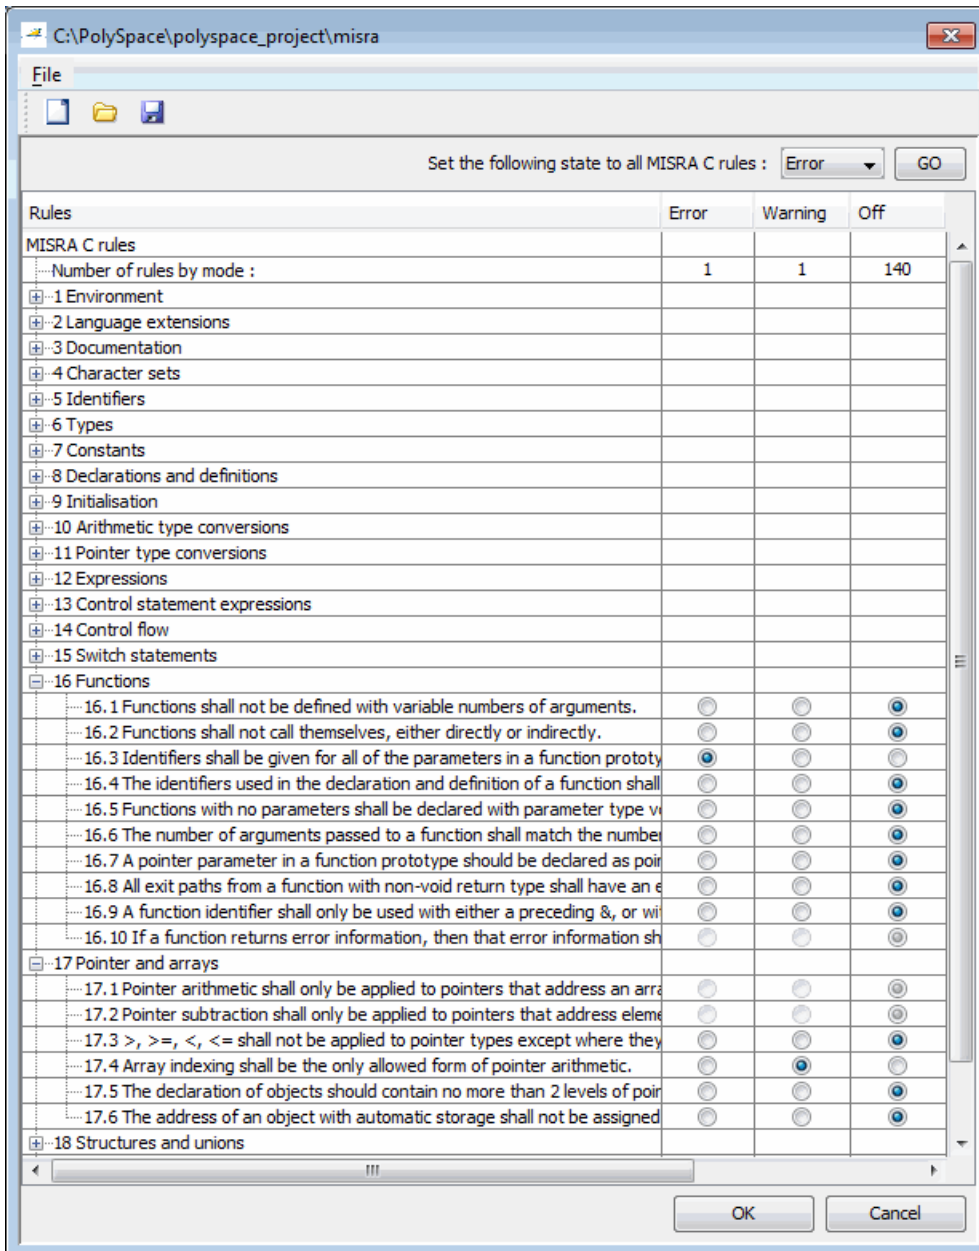 C:\PolySpace\polyspace_project\misra
File
Set the following state to all MISRA C rules : Error GO
Rules Error Warning Off
MISRA C rules
Number of rules by mode : 1 1 140
1 Environment
2 Language extensions
3 Documentation
4 Character sets
5 Identifiers
6 Types
7 Constants
8 Declarations and definitions
9 Initialisation
10 Arithmetic type conversions
11 Pointer type conversions
12 Expressions
13 Control statement expressions
14 Control flow
15 Switch statements
16 Functions
16.1 Functions shall not be defined with variable numbers of arguments.
16.2 Functions shall not call themselves, either directly or indirectly.
16.3 Identifiers shall be given for all of the parameters in a function prototy
16.4 The identifiers used in the declaration and definition of a function shall
16.5 Functions with no parameters shall be declared with parameter type v
16.6 The number of arguments passed to a function shall match the number
16.7 A pointer parameter in a function prototype should be declared as poin
16.8 All exit paths from a function with non-void return type shall have an e
16.9 A function identifier shall only be used with either a preceding &, or wit
16.10 If a function returns error information, then that error information sh
17 Pointer and arrays
17.1 Pointer arithmetic shall only be applied to pointers that address an arra
17.2 Pointer subtraction shall only be applied to pointers that address eleme
17.3 >, >=, <, <= shall not be applied to pointer types except where they
17.4 Array indexing shall be the only allowed form of pointer arithmetic.
17.5 The declaration of objects should contain no more than 2 levels of poin
17.6 The address of an object with automatic storage shall not be assigned
18 Structures and unions
OK Cancel